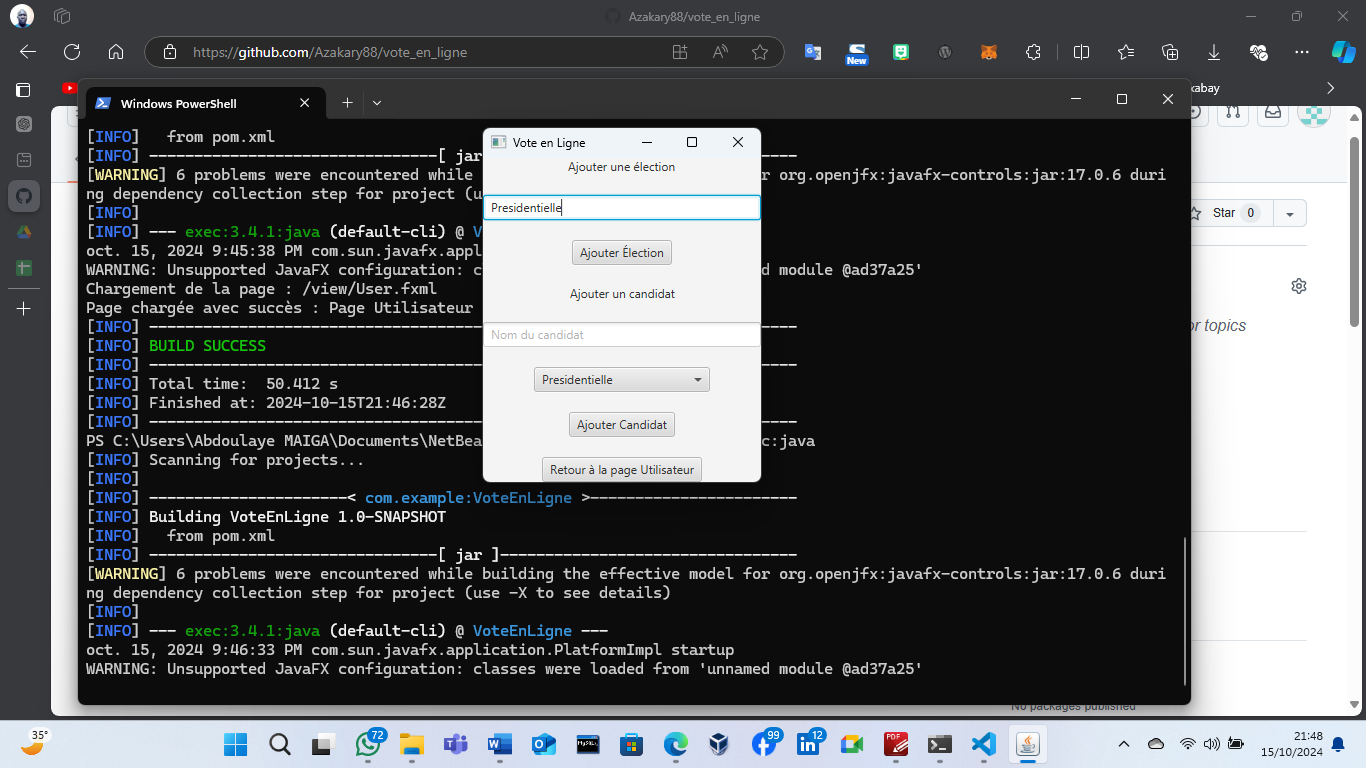 Azakary88/vote_en_ligne
https://github.com/Azakary88/vote_en_ligne
New
Windows PowerShell
kabay
[INFO]   from pom.xml
[INFO] --------------------------------[ jar
[WARNING] 6 problems were encountered while
r org.openjfx:javafx-controls:jar:17.0.6 duri
ng dependency collection step for project (u
[INFO]
[INFO] --- exec:3.4.1:java (default-cli) @ V
oct. 15, 2024 9:45:38 PM com.sun.javafx.appl
WARNING: Unsupported JavaFX configuration: c
d module @ad37a25'
Chargement de la page : /view/User.fxml
Page chargée avec succès : Page Utilisateur
[INFO] ------------------------------------------------------------------------
[INFO] BUILD SUCCESS
[INFO] ------------------------------------------------------------------------
[INFO] Total time:  50.412 s
[INFO] Finished at: 2024-10-15T21:46:28Z
[INFO] ------------------------------------------------------------------------
PS C:\Users\Abdoulaye MAIGA\Documents\NetBea
c:java
[INFO] Scanning for projects...
[INFO]
[INFO] ----------------------< com.example:VoteEnLigne >-----------------------
[INFO] Building VoteEnLigne 1.0-SNAPSHOT
[INFO]   from pom.xml
[INFO] --------------------------------[ jar ]---------------------------------
[WARNING] 6 problems were encountered while building the effective model for org.openjfx:javafx-controls:jar:17.0.6 duri
ng dependency collection step for project (use -X to see details)
[INFO]
[INFO] --- exec:3.4.1:java (default-cli) @ VoteEnLigne ---
oct. 15, 2024 9:46:33 PM com.sun.javafx.application.PlatformImpl startup
WARNING: Unsupported JavaFX configuration: classes were loaded from 'unnamed module @ad37a25'
Vote en Ligne
Ajouter une élection
Presidentielle
Ajouter Élection
Ajouter un candidat
Nom du candidat
Presidentielle
Ajouter Candidat
Retour à la page Utilisateur
Star 0
or topics
No packages published
35°
72
MySQL
99
12
PDF
21:48
15/10/2024